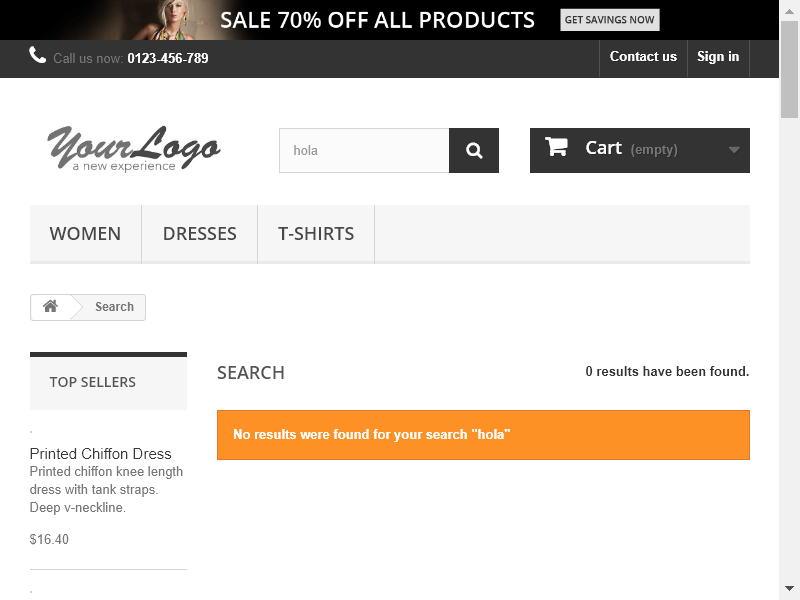 SALE 70% OFF ALL PRODUCTS GET SAVINGS NOW
Call us now: 0123-456-789 Contact us Sign in
YourLogo
a new experience
hola
Cart (empty)
WOMEN DRESSES T-SHIRTS
Search
TOP SELLERS
SEARCH 0 results have been found.
No results were found for your search "hola"
Printed Chiffon Dress
Printed chiffon knee length
dress with tank straps.
Deep v-neckline.
$16.40